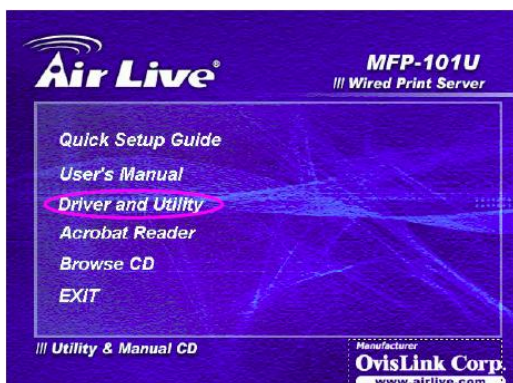 Air Live®
MFP-101U
/// Wired Print Server
Quick Setup Guide
User's Manual
Driver and Utility
Acrobat Reader
Browse CD
EXIT
/// Utility & Manual CD
Manufacturer
OvisLink Corp.
www.airlive.com